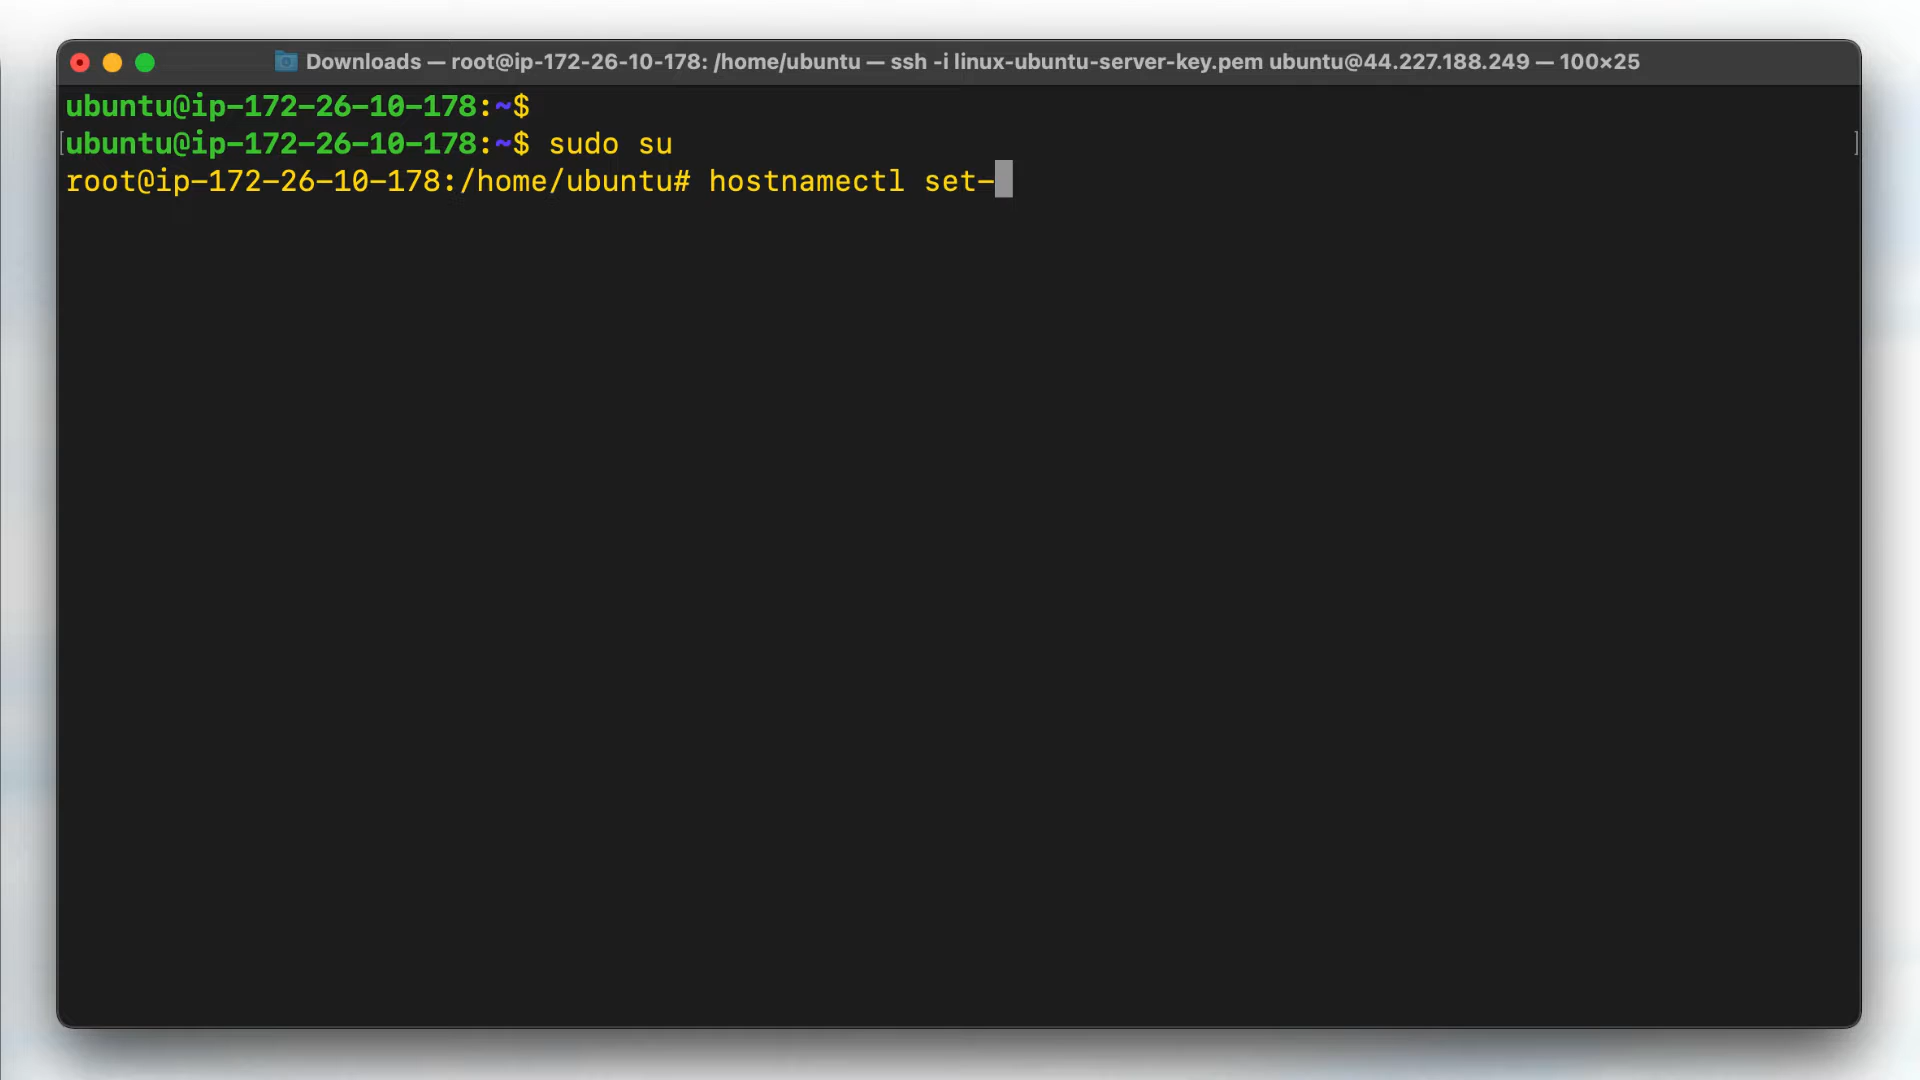 Downloads — root@ip-172-26-10-178: /home/ubuntu — ssh -i linux-ubuntu-server-key.pem ubuntu@44.227.188.249 — 100×25
ubuntu@ip-172-26-10-178:~$
[ubuntu@ip-172-26-10-178:~$ sudo su ]
root@ip-172-26-10-178:/home/ubuntu# hostnamectl set-